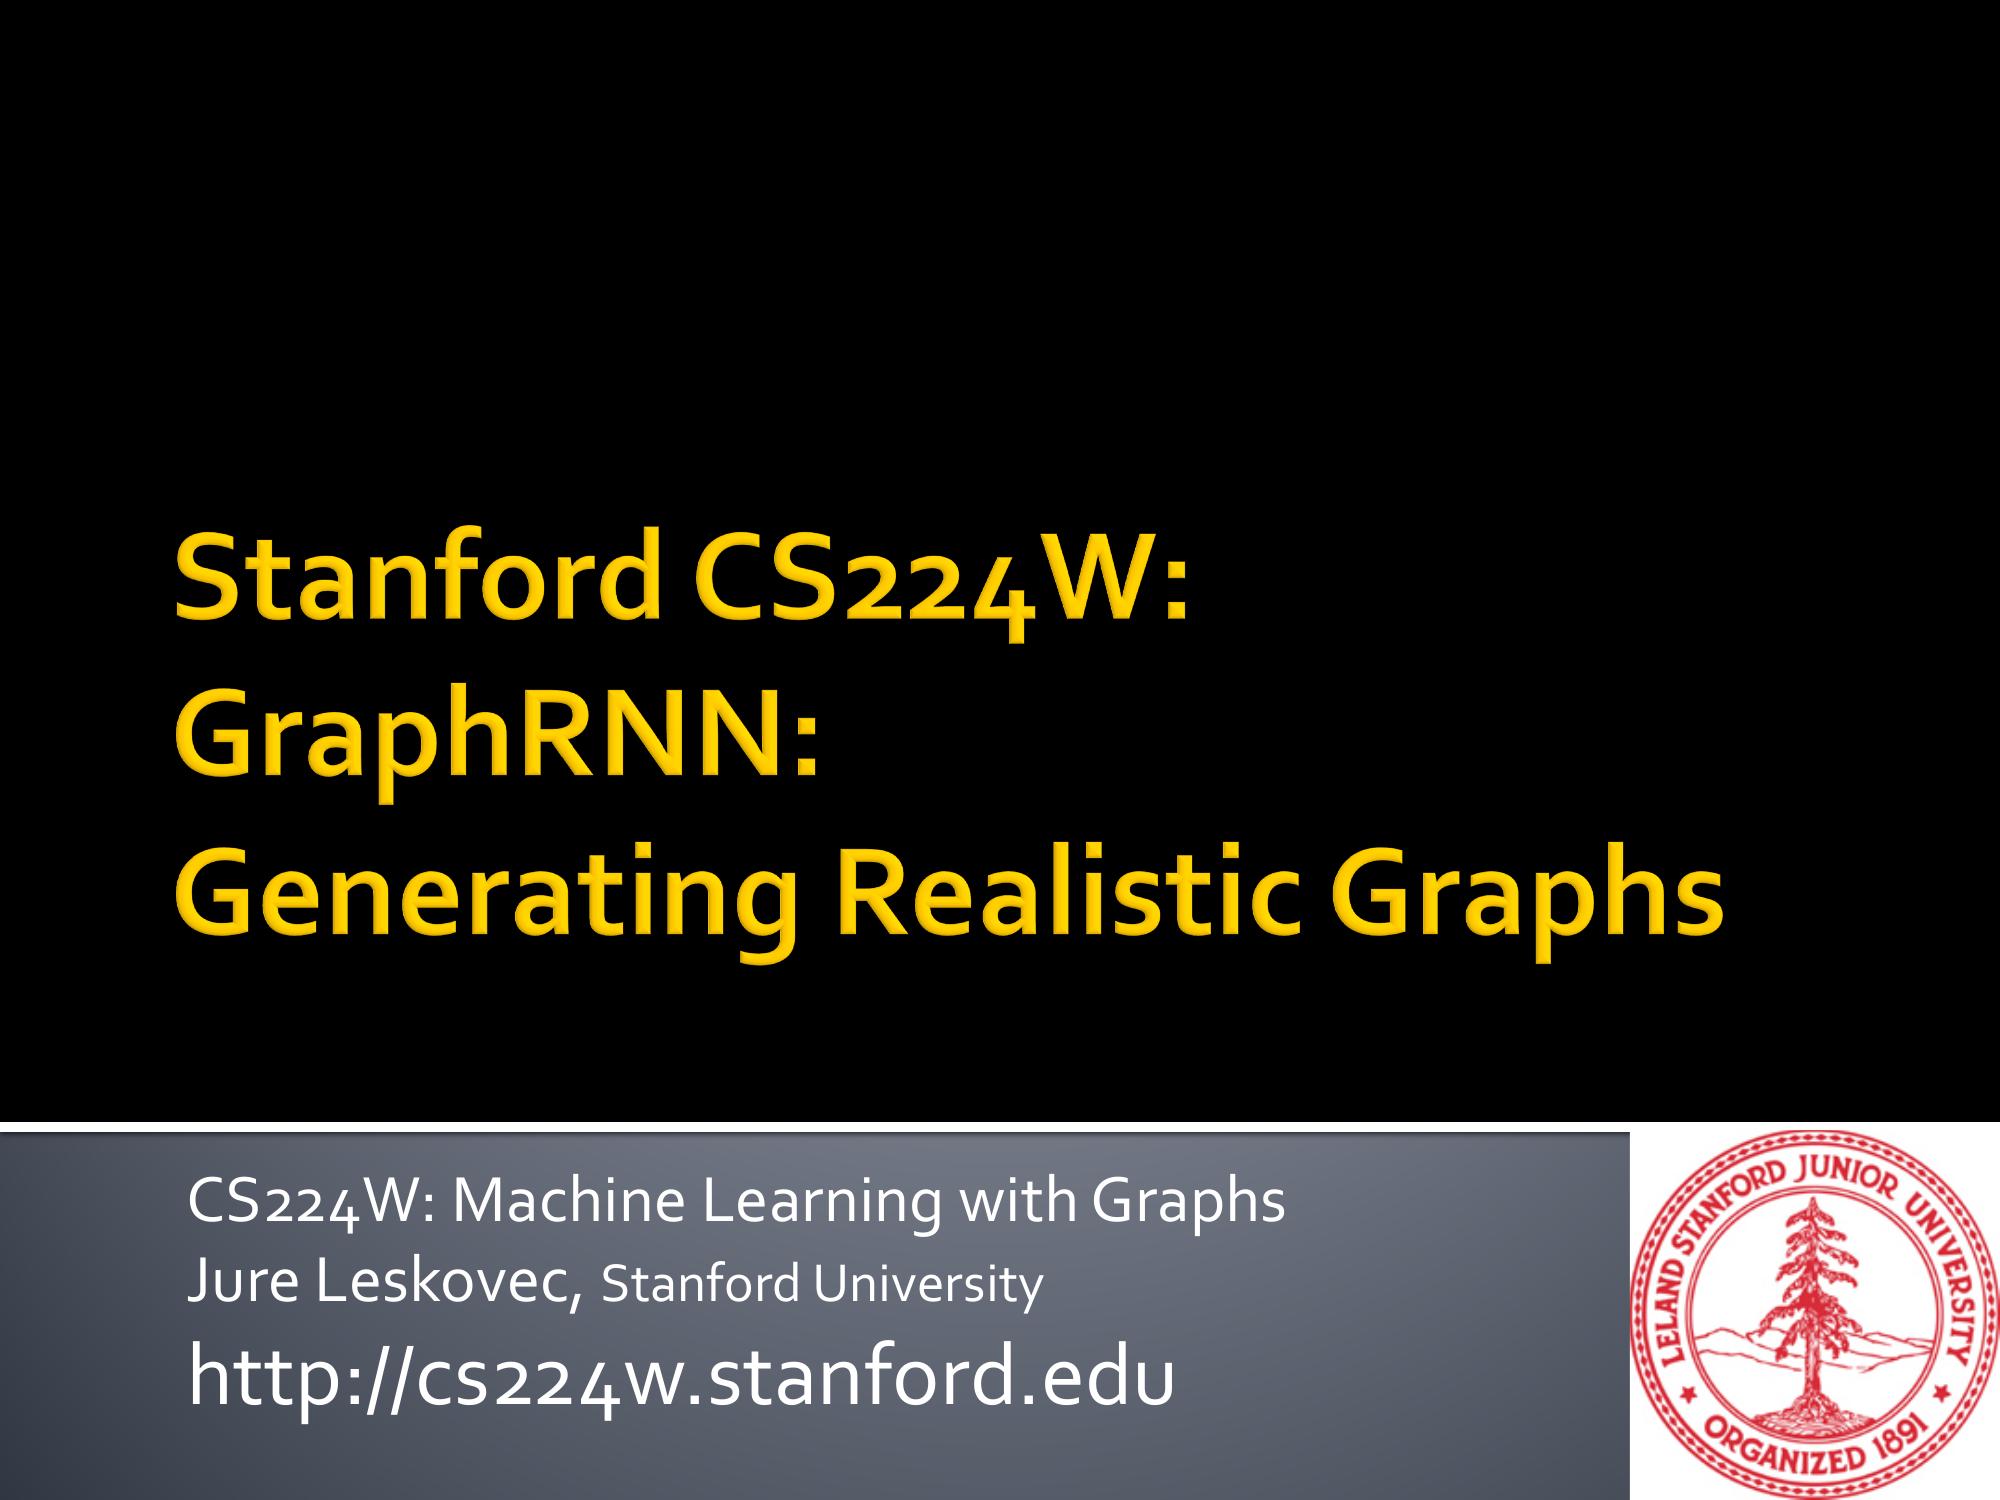 Stanford CS224W:
GraphRNN:
Generating Realistic Graphs
CS224W: Machine Learning with Graphs
Jure Leskovec, Stanford University
http://cs224w.stanford.edu
LELAND STANFORD JUNIOR UNIVERSITY
ORGANIZED 1891